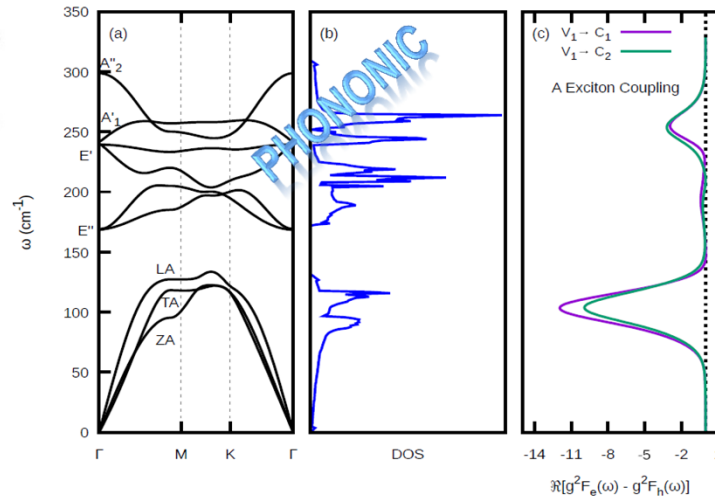 (a)
(b)
(c)
V₁→ C₁
V₁→ C₂
A Exciton Coupling
PHONONIC
ω (cm⁻¹)
350
300
250
200
150
100
50
0
A"₂
A'₁
E'
E"
LA
TA
ZA
Γ M K Γ
DOS
-14 -11 -8 -5 -2
ℜ[g²Fₑ(ω) - g²Fₕ(ω)]